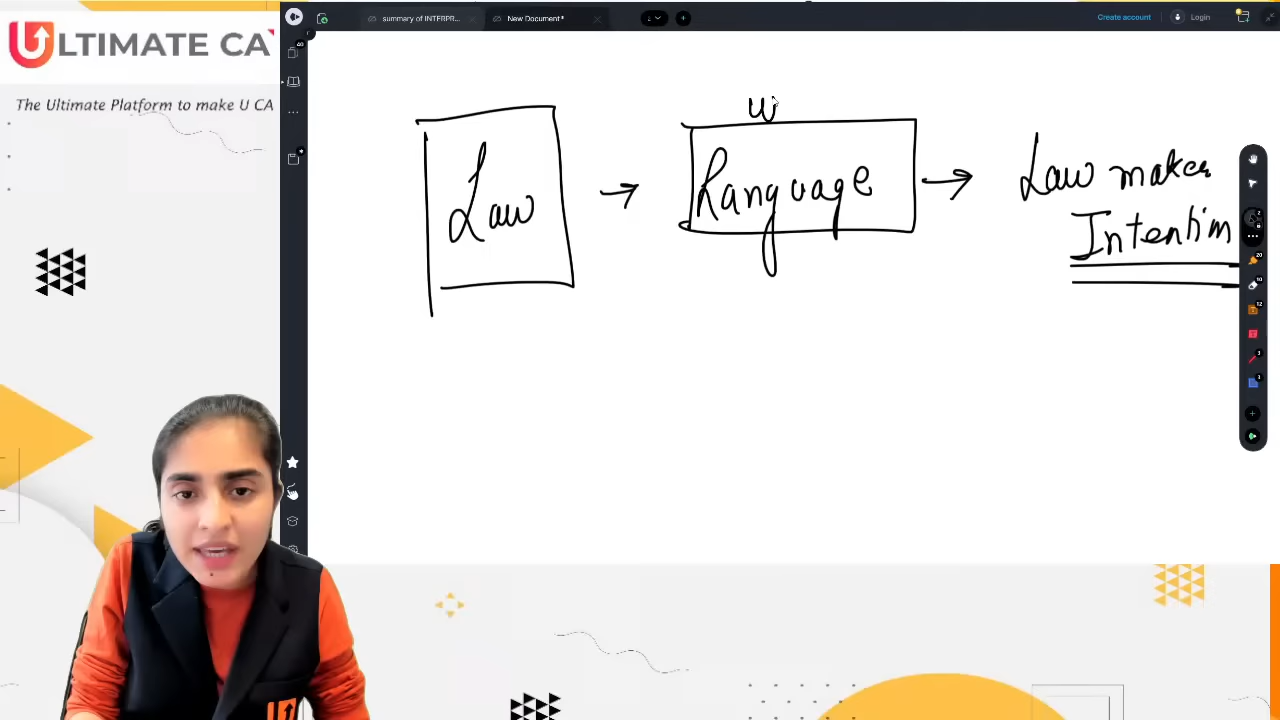 ULTIMATE CA
The Ultimate Platform to make U CA
summary of INTERPR...
New Document*
Create account
Login
w
Law → Language → Law maker
Intention